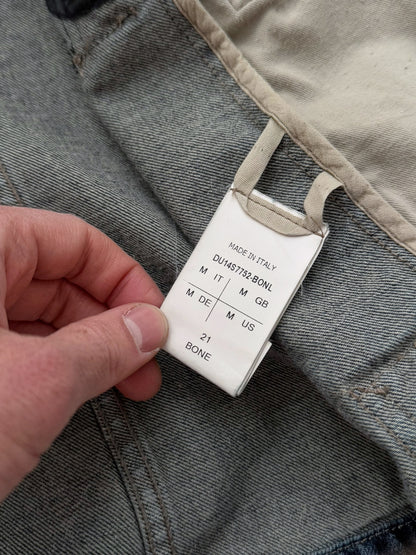 MADE IN ITALY
DU14S7752-BONL
M IT M GB
M DE M US
21
BONE